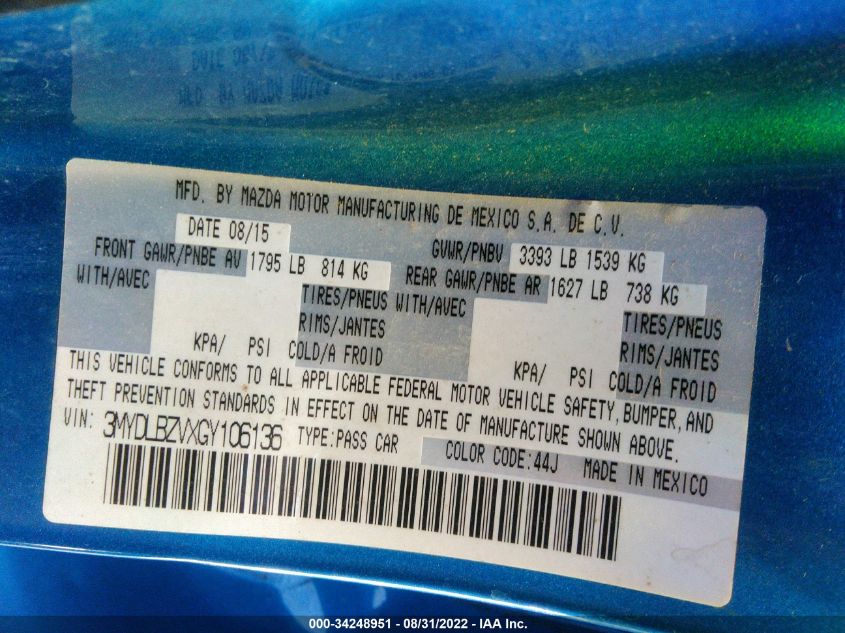 MFD. BY MAZDA MOTOR MANUFACTURING DE MEXICO S.A. DE C.V.
DATE 08/15 GVWR/PNBV 3393 LB 1539 KG
FRONT GAWR/PNBE AV 1795 LB 814 KG REAR GAWR/PNBE AR 1627 LB 738 KG
WITH/AVEC TIRES/PNEUS WITH/AVEC TIRES/PNEUS
RIMS/JANTES RIMS/JANTES
KPA/ PSI COLD/A FROID KPA/ PSI COLD/A FROID
THIS VEHICLE CONFORMS TO ALL APPLICABLE FEDERAL MOTOR VEHICLE SAFETY, BUMPER, AND
THEFT PREVENTION STANDARDS IN EFFECT ON THE DATE OF MANUFACTURE SHOWN ABOVE.
VIN: 3MYDLBZVXGY106136 TYPE:PASS CAR COLOR CODE:44J MADE IN MEXICO
000-34248951 - 08/31/2022 - IAA Inc.